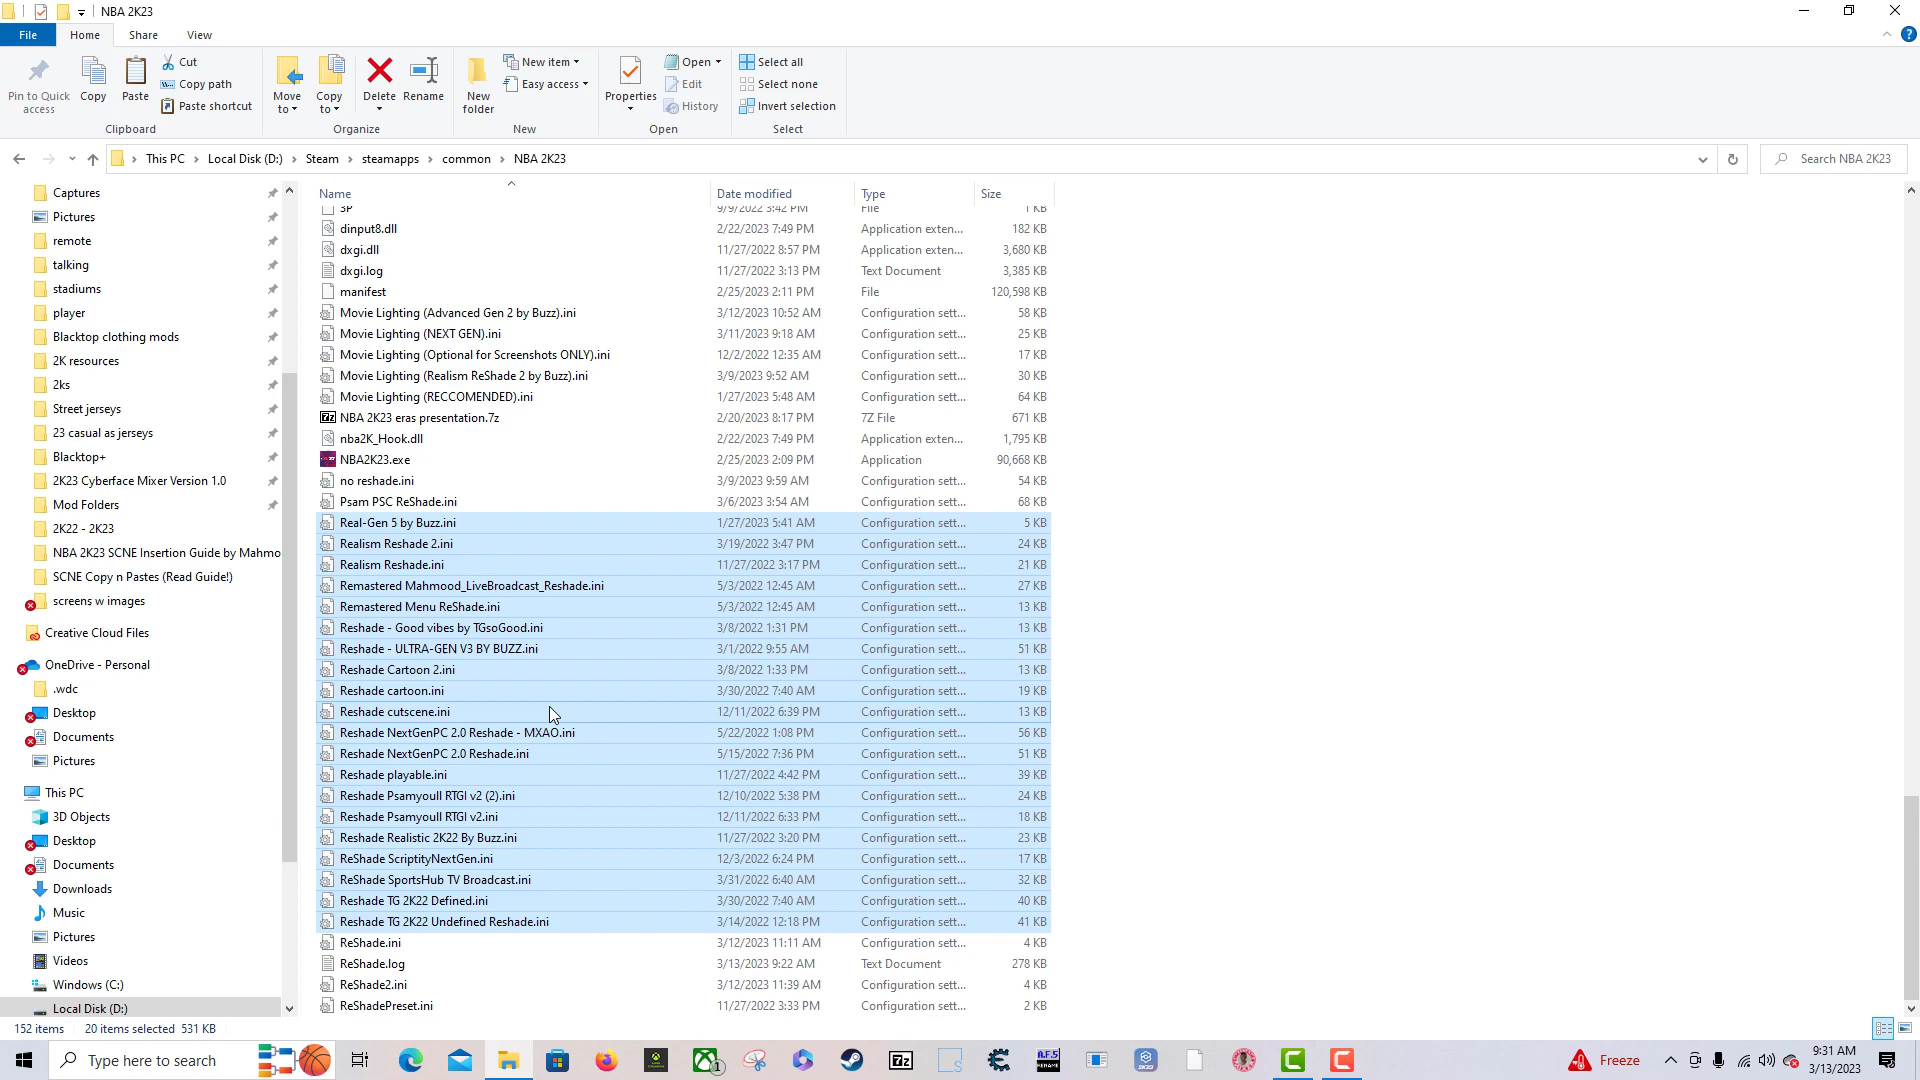 NBA 2K23
File Home Share View
Pin to Quick access
Copy
Paste
Cut
Copy path
Paste shortcut
Clipboard
Move to
Copy to
Delete
Rename
Organize
New folder
New item
Easy access
New
Properties
Open
Edit
History
Open
Select all
Select none
Invert selection
Select
This PC > Local Disk (D:) > Steam > steamapps > common > NBA 2K23
Search NBA 2K23
Captures
Pictures
remote
talking
stadiums
player
Blacktop clothing mods
2K resources
2ks
Street jerseys
23 casual as jerseys
Blacktop+
2K23 Cyberface Mixer Version 1.0
Mod Folders
2K22 - 2K23
NBA 2K23 SCNE Insertion Guide by Mahmo
SCNE Copy n Pastes (Read Guide!)
screens w images
Creative Cloud Files
OneDrive - Personal
.wdc
Desktop
Documents
Pictures
This PC
3D Objects
Desktop
Documents
Downloads
Music
Pictures
Videos
Windows (C:)
Local Disk (D:)
Name Date modified Type Size
3P 9/9/2022 3:42 PM File 1 KB
dinput8.dll 2/22/2023 7:49 PM Application exten... 182 KB
dxgi.dll 11/27/2022 8:57 PM Application exten... 3,680 KB
dxgi.log 11/27/2022 3:13 PM Text Document 3,385 KB
manifest 2/25/2023 2:11 PM File 120,598 KB
Movie Lighting (Advanced Gen 2 by Buzz).ini 3/12/2023 10:52 AM Configuration sett... 58 KB
Movie Lighting (NEXT GEN).ini 3/11/2023 9:18 AM Configuration sett... 25 KB
Movie Lighting (Optional for Screenshots ONLY).ini 12/2/2022 12:35 AM Configuration sett... 17 KB
Movie Lighting (Realism ReShade 2 by Buzz).ini 3/9/2023 9:52 AM Configuration sett... 30 KB
Movie Lighting (RECCOMENDED).ini 1/27/2023 5:48 AM Configuration sett... 64 KB
7z NBA 2K23 eras presentation.7z 2/20/2023 8:17 PM 7Z File 671 KB
nba2K_Hook.dll 2/22/2023 7:49 PM Application exten... 1,795 KB
NBA2K23.exe 2/25/2023 2:09 PM Application 90,668 KB
no reshade.ini 3/9/2023 9:59 AM Configuration sett... 54 KB
Psam PSC ReShade.ini 3/6/2023 3:54 AM Configuration sett... 68 KB
Real-Gen 5 by Buzz.ini 1/27/2023 5:41 AM Configuration sett... 5 KB
Realism Reshade 2.ini 3/19/2022 3:47 PM Configuration sett... 24 KB
Realism Reshade.ini 11/27/2022 3:17 PM Configuration sett... 21 KB
Remastered Mahmood_LiveBroadcast_Reshade.ini 5/3/2022 12:45 AM Configuration sett... 27 KB
Remastered Menu ReShade.ini 5/3/2022 12:45 AM Configuration sett... 13 KB
Reshade - Good vibes by TGsoGood.ini 3/8/2022 1:31 PM Configuration sett... 13 KB
Reshade - ULTRA-GEN V3 BY BUZZ.ini 3/1/2022 9:55 AM Configuration sett... 51 KB
Reshade Cartoon 2.ini 3/8/2022 1:33 PM Configuration sett... 13 KB
Reshade cartoon.ini 3/30/2022 7:40 AM Configuration sett... 19 KB
Reshade cutscene.ini 12/11/2022 6:39 PM Configuration sett... 13 KB
Reshade NextGenPC 2.0 Reshade - MXAO.ini 5/22/2022 1:08 PM Configuration sett... 56 KB
Reshade NextGenPC 2.0 Reshade.ini 5/15/2022 7:36 PM Configuration sett... 51 KB
Reshade playable.ini 11/27/2022 4:42 PM Configuration sett... 39 KB
Reshade Psamyoull RTGI v2 (2).ini 12/10/2022 5:38 PM Configuration sett... 24 KB
Reshade Psamyoull RTGI v2.ini 12/11/2022 6:33 PM Configuration sett... 18 KB
Reshade Realistic 2K22 By Buzz.ini 11/27/2022 3:20 PM Configuration sett... 23 KB
ReShade ScriptityNextGen.ini 12/3/2022 6:24 PM Configuration sett... 17 KB
ReShade SportsHub TV Broadcast.ini 3/31/2022 6:40 AM Configuration sett... 32 KB
Reshade TG 2K22 Defined.ini 3/30/2022 7:40 AM Configuration sett... 40 KB
Reshade TG 2K22 Undefined Reshade.ini 3/14/2022 12:18 PM Configuration sett... 41 KB
ReShade.ini 3/12/2023 11:11 AM Configuration sett... 4 KB
ReShade.log 3/13/2023 9:22 AM Text Document 278 KB
ReShade2.ini 3/12/2023 11:39 AM Configuration sett... 4 KB
ReShadePreset.ini 11/27/2022 3:33 PM Configuration sett... 2 KB
152 items 20 items selected 531 KB
Type here to search
1
7z
A.F.S
RENAME
2K23
Freeze
9:31 AM
3/13/2023